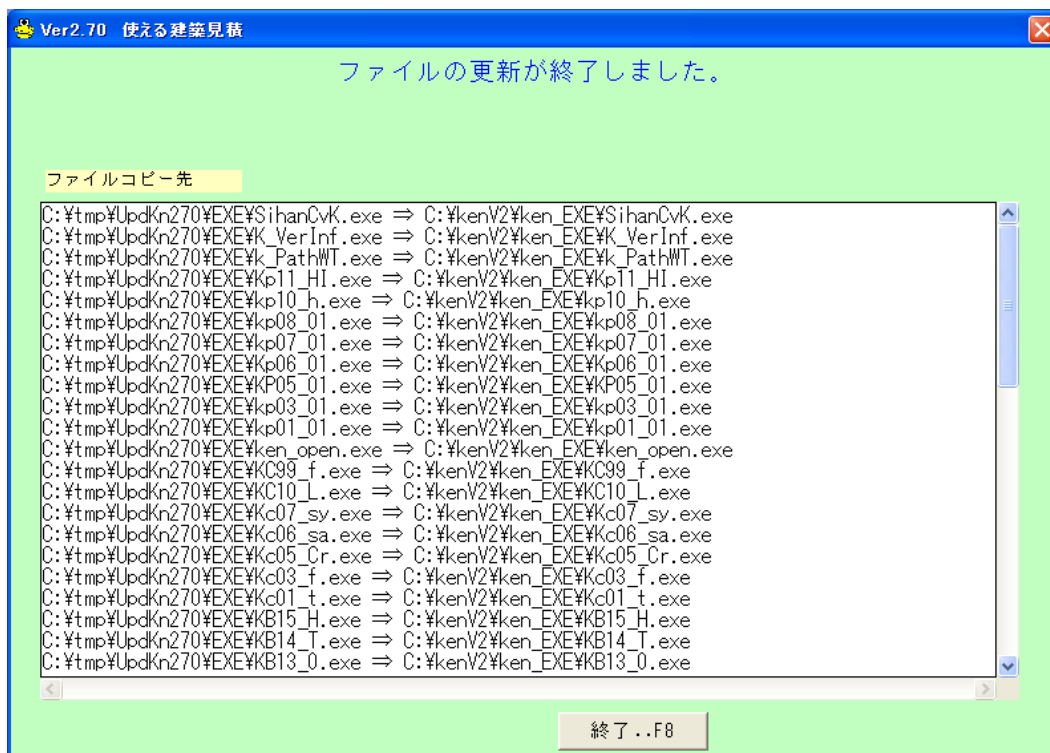 Ver2.70 使える建築見積
ファイルの更新が終了しました。
ファイルコピー先
C:¥tmp¥UpdKn270¥EXE¥SihanCvK.exe ⇒ C:¥kenV2¥ken_EXE¥SihanCvK.exe
C:¥tmp¥UpdKn270¥EXE¥K_VerInf.exe ⇒ C:¥kenV2¥ken_EXE¥K_VerInf.exe
C:¥tmp¥UpdKn270¥EXE¥k_PathWT.exe ⇒ C:¥kenV2¥ken_EXE¥k_PathWT.exe
C:¥tmp¥UpdKn270¥EXE¥Kp11_HI.exe ⇒ C:¥kenV2¥ken_EXE¥Kp11_HI.exe
C:¥tmp¥UpdKn270¥EXE¥kp10_h.exe ⇒ C:¥kenV2¥ken_EXE¥kp10_h.exe
C:¥tmp¥UpdKn270¥EXE¥kp08_01.exe ⇒ C:¥kenV2¥ken_EXE¥kp08_01.exe
C:¥tmp¥UpdKn270¥EXE¥kp07_01.exe ⇒ C:¥kenV2¥ken_EXE¥kp07_01.exe
C:¥tmp¥UpdKn270¥EXE¥Kp06_01.exe ⇒ C:¥kenV2¥ken_EXE¥Kp06_01.exe
C:¥tmp¥UpdKn270¥EXE¥KP05_01.exe ⇒ C:¥kenV2¥ken_EXE¥KP05_01.exe
C:¥tmp¥UpdKn270¥EXE¥kp03_01.exe ⇒ C:¥kenV2¥ken_EXE¥kp03_01.exe
C:¥tmp¥UpdKn270¥EXE¥kp01_01.exe ⇒ C:¥kenV2¥ken_EXE¥kp01_01.exe
C:¥tmp¥UpdKn270¥EXE¥ken_open.exe ⇒ C:¥kenV2¥ken_EXE¥ken_open.exe
C:¥tmp¥UpdKn270¥EXE¥KC99_f.exe ⇒ C:¥kenV2¥ken_EXE¥KC99_f.exe
C:¥tmp¥UpdKn270¥EXE¥KC10_L.exe ⇒ C:¥kenV2¥ken_EXE¥KC10_L.exe
C:¥tmp¥UpdKn270¥EXE¥Kc07_sy.exe ⇒ C:¥kenV2¥ken_EXE¥Kc07_sy.exe
C:¥tmp¥UpdKn270¥EXE¥Kc06_sa.exe ⇒ C:¥kenV2¥ken_EXE¥Kc06_sa.exe
C:¥tmp¥UpdKn270¥EXE¥Kc05_Cr.exe ⇒ C:¥kenV2¥ken_EXE¥Kc05_Cr.exe
C:¥tmp¥UpdKn270¥EXE¥Kc03_f.exe ⇒ C:¥kenV2¥ken_EXE¥Kc03_f.exe
C:¥tmp¥UpdKn270¥EXE¥Kc01_t.exe ⇒ C:¥kenV2¥ken_EXE¥Kc01_t.exe
C:¥tmp¥UpdKn270¥EXE¥KB15_H.exe ⇒ C:¥kenV2¥ken_EXE¥KB15_H.exe
C:¥tmp¥UpdKn270¥EXE¥KB14_T.exe ⇒ C:¥kenV2¥ken_EXE¥KB14_T.exe
C:¥tmp¥UpdKn270¥EXE¥KB13_0.exe ⇒ C:¥kenV2¥ken_EXE¥KB13_0.exe
終了..F8